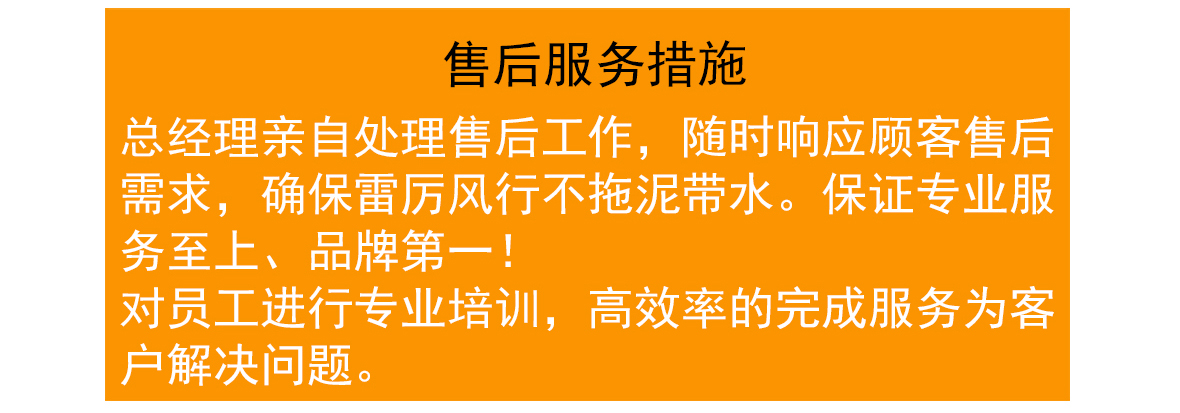 售后服务措施
总经理亲自处理售后工作，随时响应顾客售后
需求，确保雷厉风行不拖泥带水。保证专业服
务至上、品牌第一！
对员工进行专业培训，高效率的完成服务为客
户解决问题。